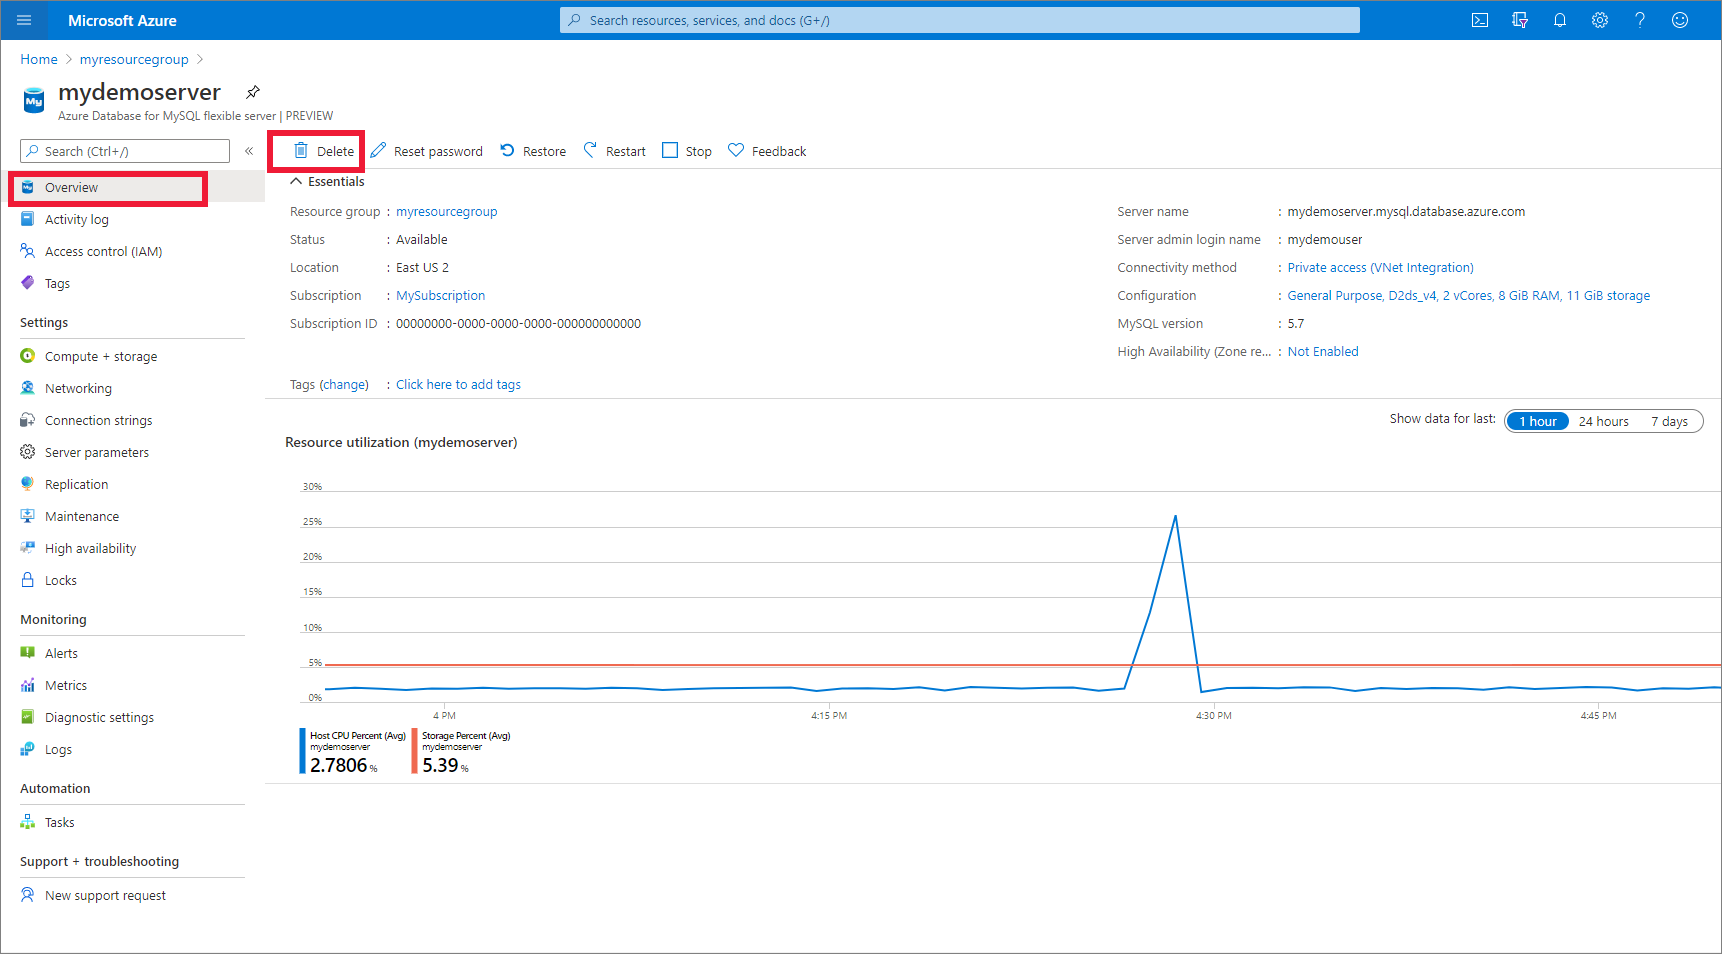 Microsoft Azure
Search resources, services, and docs (G+/)
Home > myresourcegroup >
My
mydemoserver
Azure Database for MySQL flexible server | PREVIEW
Search (Ctrl+/)
«
Delete
Reset password
Restore
Restart
Stop
Feedback
Overview
Activity log
Access control (IAM)
Tags
Settings
Compute + storage
Networking
Connection strings
Server parameters
Replication
Maintenance
High availability
Locks
Monitoring
Alerts
Metrics
Diagnostic settings
Logs
Automation
Tasks
Support + troubleshooting
New support request
Essentials
Resource group : myresourcegroup
Status : Available
Location : East US 2
Subscription : MySubscription
Subscription ID : 00000000-0000-0000-0000-000000000000
Tags (change) : Click here to add tags
Server name : mydemoserver.mysql.database.azure.com
Server admin login name : mydemouser
Connectivity method : Private access (VNet Integration)
Configuration : General Purpose, D2ds_v4, 2 vCores, 8 GiB RAM, 11 GiB storage
MySQL version : 5.7
High Availability (Zone re... : Not Enabled
Show data for last: 1 hour 24 hours 7 days
Resource utilization (mydemoserver)
30%
25%
20%
15%
10%
5%
0%
4 PM 4:15 PM 4:30 PM 4:45 PM
Host CPU Percent (Avg)
mydemoserver
2.7806 %
Storage Percent (Avg)
mydemoserver
5.39 %